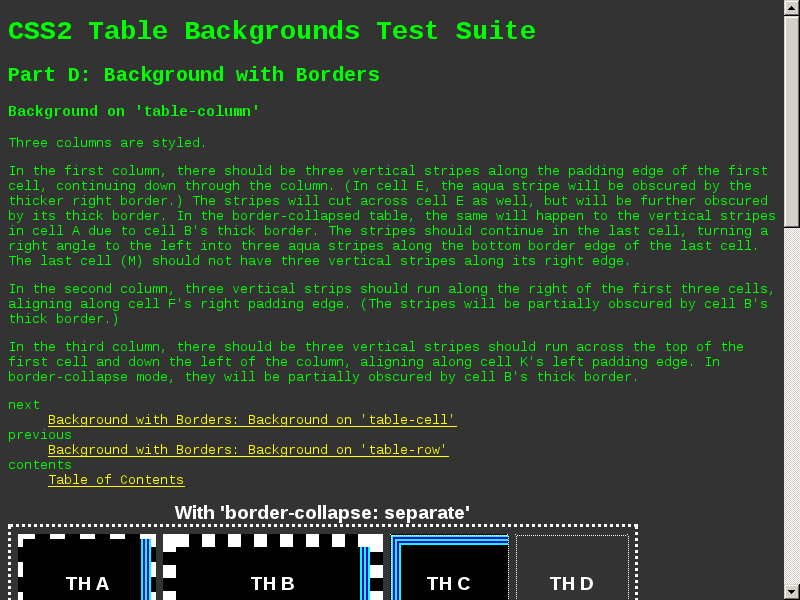 CSS2 Table Backgrounds Test Suite
Part D: Background with Borders
Background on 'table-column'
Three columns are styled.
In the first column, there should be three vertical stripes along the padding edge of the first
cell, continuing down through the column. (In cell E, the aqua stripe will be obscured by the
thicker right border.) The stripes will cut across cell E as well, but will be further obscured
by its thick border. In the border-collapsed table, the same will happen to the vertical stripes
in cell A due to cell B's thick border. The stripes should continue in the last cell, turning a
right angle to the left into three aqua stripes along the bottom border edge of the last cell.
The last cell (M) should not have three vertical stripes along its right edge.
In the second column, three vertical strips should run along the right of the first three cells,
aligning along cell F's right padding edge. (The stripes will be partially obscured by cell B's
thick border.)
In the third column, there should be three vertical stripes should run across the top of the
first cell and down the left of the column, aligning along cell K's left padding edge. In
border-collapse mode, they will be partially obscured by cell B's thick border.
next
Background with Borders: Background on 'table-cell'
previous
Background with Borders: Background on 'table-row'
contents
Table of Contents
With 'border-collapse: separate'
TH A TH B TH C TH D